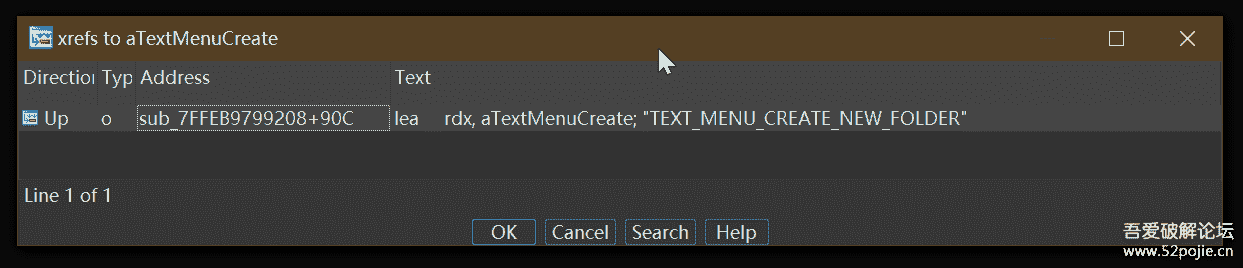 xrefs to aTextMenuCreate
Direction Typ Address Text
Up o sub_7FFEB9799208+90C lea rdx, aTextMenuCreate; "TEXT_MENU_CREATE_NEW_FOLDER"
Line 1 of 1
OK Cancel Search Help
吾爱破解论坛
www.52pojie.cn